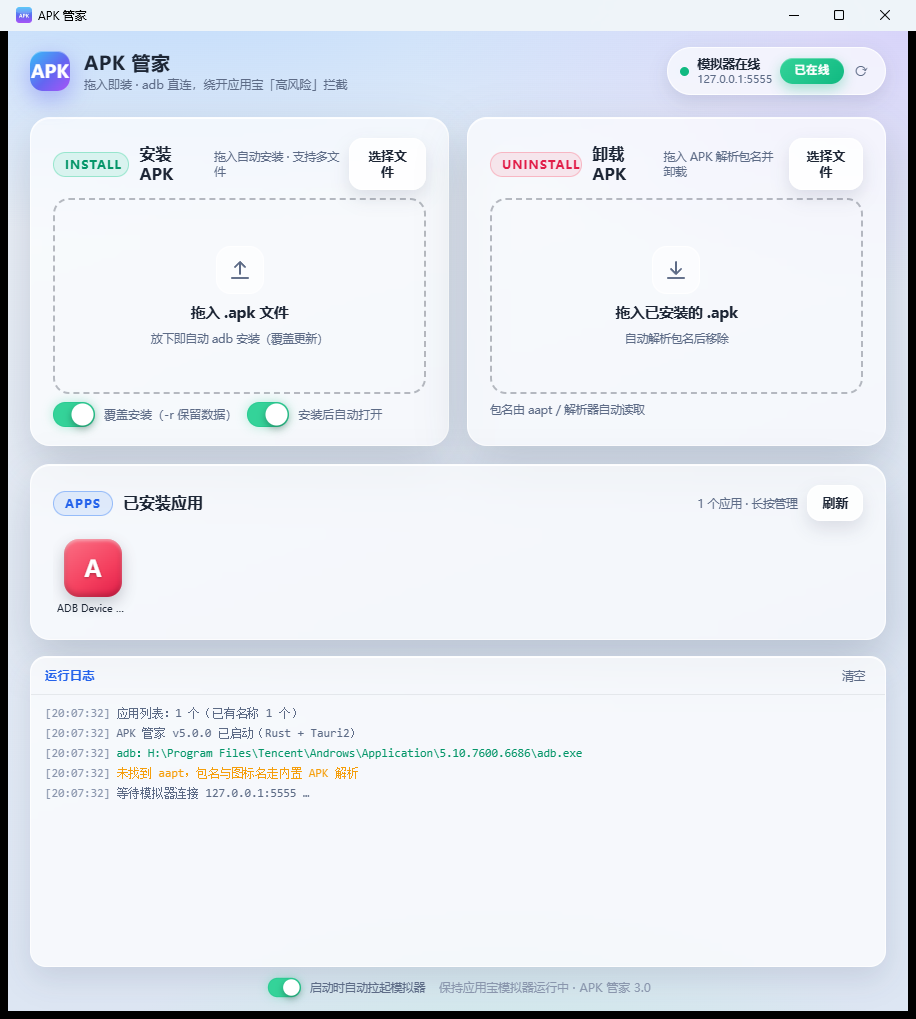 APK
APK 管家
APK
APK 管家
拖入即装 · adb 直连，绕开应用宝「高风险」拦截
模拟器在线
127.0.0.1:5555
已在线
INSTALL
安装
APK
拖入自动安装 · 支持多文
件
选择文
件
拖入 .apk 文件
放下即自动 adb 安装（覆盖更新）
覆盖安装（-r 保留数据）
安装后自动打开
UNINSTALL
卸载
APK
拖入 APK 解析包名并
卸载
选择文
件
拖入已安装的 .apk
自动解析包名后移除
包名由 aapt / 解析器自动读取
APPS
已安装应用
1 个应用 · 长按管理
刷新
A
ADB Device ...
运行日志
清空
[20:07:32] 应用列表：1 个（已有名称 1 个）
[20:07:32] APK 管家 v5.0.0 已启动（Rust + Tauri2）
[20:07:32] adb：H:\Program Files\Tencent\Androws\Application\5.10.7600.6686\adb.exe
[20:07:32] 未找到 aapt，包名与图标名走内置 APK 解析
[20:07:32] 等待模拟器连接 127.0.0.1:5555 …
启动时自动拉起模拟器
保持应用宝模拟器运行中 · APK 管家 3.0